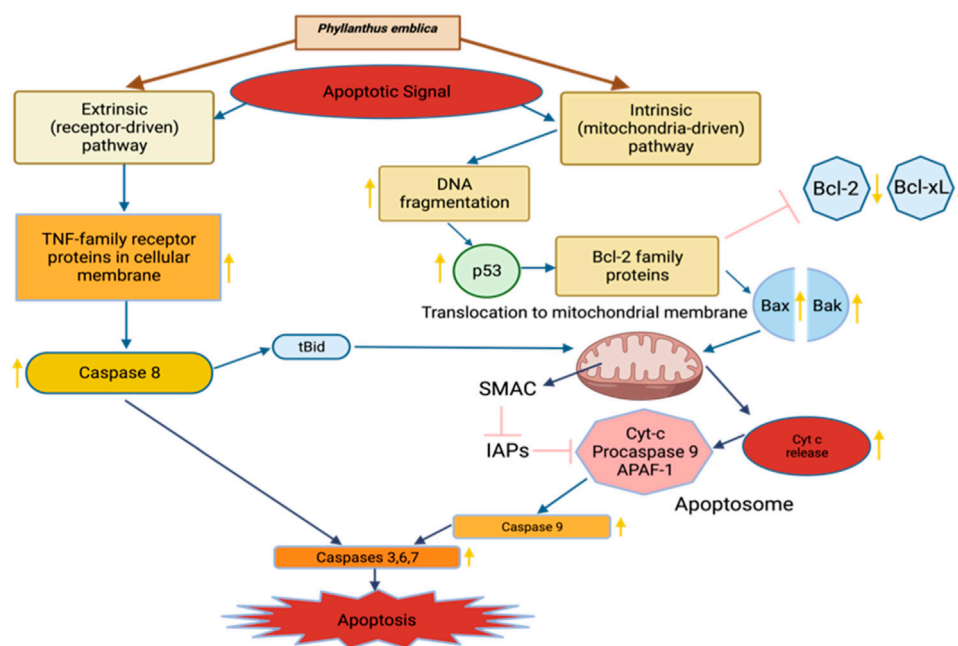 Phyllanthus emblica
Apoptotic Signal
Extrinsic
(receptor-driven)
pathway
Intrinsic
(mitochondria-driven)
pathway
DNA
fragmentation
Bcl-2
Bcl-xL
TNF-family receptor
proteins in cellular
membrane
p53
Bcl-2 family
proteins
Translocation to mitochondrial membrane
Bax
Bak
tBid
Caspase 8
SMAC
IAPs
Cyt-c
Procaspase 9
APAF-1
Cyt c
release
Apoptosome
Caspase 9
Caspases 3,6,7
Apoptosis